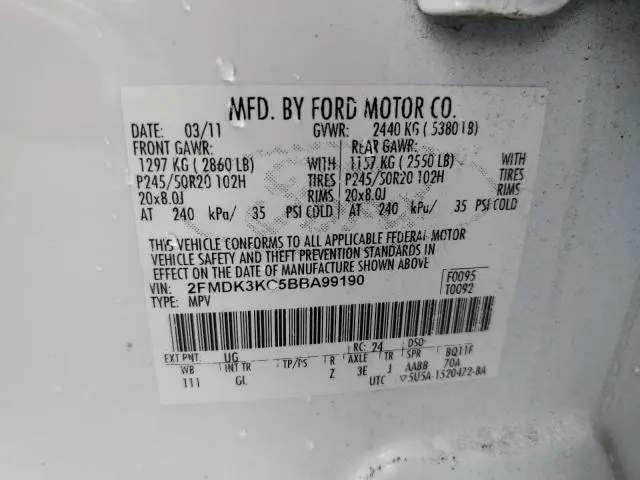 MFD. BY FORD MOTOR CO.
DATE: 03/11 GVWR: 2440 KG ( 5380 LB)
FRONT GAWR: REAR GAWR:
1297 KG ( 2860 LB) WITH 1157 KG ( 2550 LB) WITH
P245/50R20 102H TIRES P245/50R20 102H TIRES
20x8.0J RIMS 20x8.0J RIMS
AT 240 kPa/ 35 PSI COLD AT 240 kPa/ 35 PSI COLD
THIS VEHICLE CONFORMS TO ALL APPLICABLE FEDERAL MOTOR
VEHICLE SAFETY AND THEFT PREVENTION STANDARDS IN
EFFECT ON THE DATE OF MANUFACTURE SHOWN ABOVE.
VIN: 2FMDK3KC5BBA99190 F0095
TYPE: MPV T0092
EXT PNT: UG RC: 24 DSO:
WB INT TR TP/PS R AXLE TR SPR BQ11F
111 GL Z 3E J AABB 70A
UTC ▽5U5A-1520472-BA